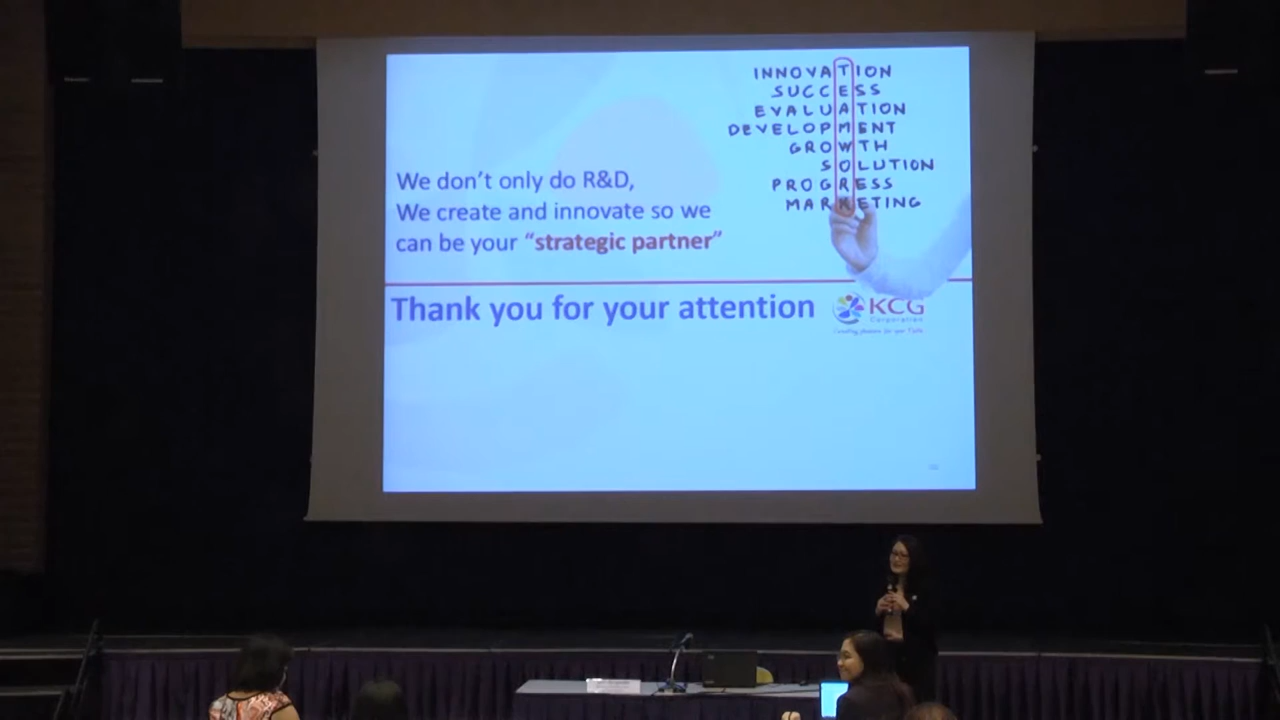 INNOVATION
SUCCESS
EVALUATION
DEVELOPMENT
GROWTH
SOLUTION
PROGRESS
MARKETING
We don't only do R&D,
We create and innovate so we
can be your “strategic partner”
Thank you for your attention
KCG
Corporation